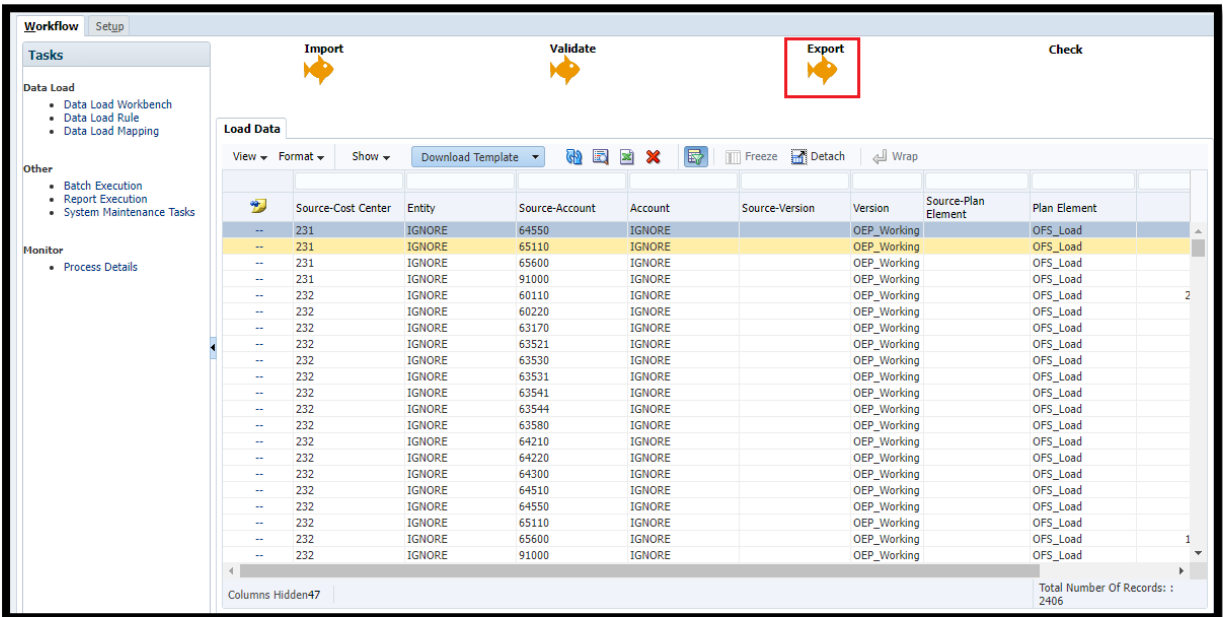 Workflow Setup
Tasks
Import Validate Export Check
Data Load
Data Load Workbench
Data Load Rule
Data Load Mapping
Other
Batch Execution
Report Execution
System Maintenance Tasks
Monitor
Process Details
Load Data
View Format Show Download Template Freeze Detach Wrap
Source-Cost Center Entity Source-Account Account Source-Version Version Source-Plan Element Plan Element
-- 231 IGNORE 64550 IGNORE OEP_Working OFS_Load
-- 231 IGNORE 65110 IGNORE OEP_Working OFS_Load
-- 231 IGNORE 65600 IGNORE OEP_Working OFS_Load
-- 231 IGNORE 91000 IGNORE OEP_Working OFS_Load
-- 232 IGNORE 60110 IGNORE OEP_Working OFS_Load 2
-- 232 IGNORE 60220 IGNORE OEP_Working OFS_Load
-- 232 IGNORE 63170 IGNORE OEP_Working OFS_Load
-- 232 IGNORE 63521 IGNORE OEP_Working OFS_Load
-- 232 IGNORE 63530 IGNORE OEP_Working OFS_Load
-- 232 IGNORE 63531 IGNORE OEP_Working OFS_Load
-- 232 IGNORE 63541 IGNORE OEP_Working OFS_Load
-- 232 IGNORE 63544 IGNORE OEP_Working OFS_Load
-- 232 IGNORE 63580 IGNORE OEP_Working OFS_Load
-- 232 IGNORE 64210 IGNORE OEP_Working OFS_Load
-- 232 IGNORE 64220 IGNORE OEP_Working OFS_Load
-- 232 IGNORE 64300 IGNORE OEP_Working OFS_Load
-- 232 IGNORE 64510 IGNORE OEP_Working OFS_Load
-- 232 IGNORE 64550 IGNORE OEP_Working OFS_Load
-- 232 IGNORE 65110 IGNORE OEP_Working OFS_Load
-- 232 IGNORE 65600 IGNORE OEP_Working OFS_Load 1
-- 232 IGNORE 91000 IGNORE OEP_Working OFS_Load
Columns Hidden47
Total Number Of Records: :
2406